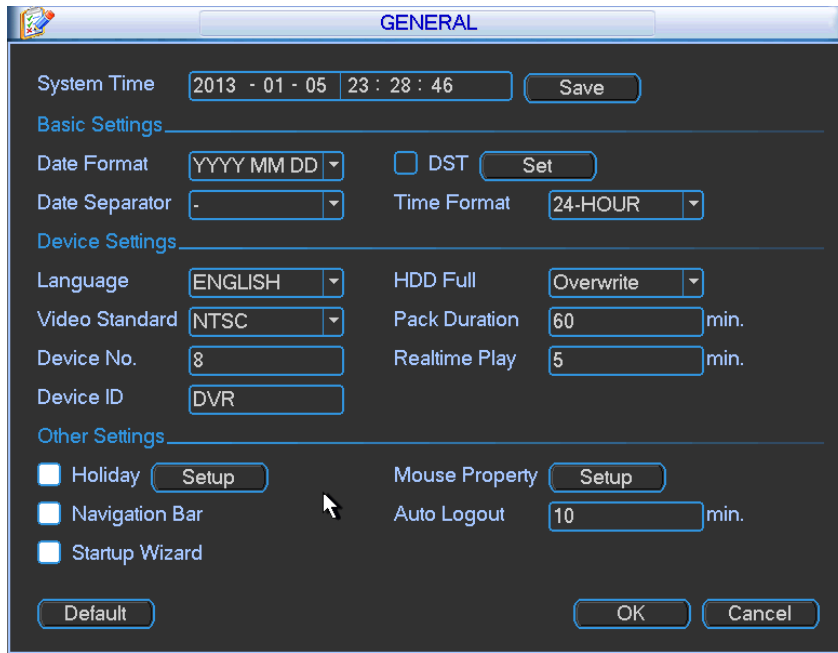 GENERAL
System Time 2013 - 01 - 05 23 : 28 : 46 Save
Basic Settings
Date Format YYYY MM DD DST Set
Date Separator - Time Format 24-HOUR
Device Settings
Language ENGLISH HDD Full Overwrite
Video Standard NTSC Pack Duration 60 min.
Device No. 8 Realtime Play 5 min.
Device ID DVR
Other Settings
Holiday Setup Mouse Property Setup
Navigation Bar Auto Logout 10 min.
Startup Wizard
Default OK Cancel